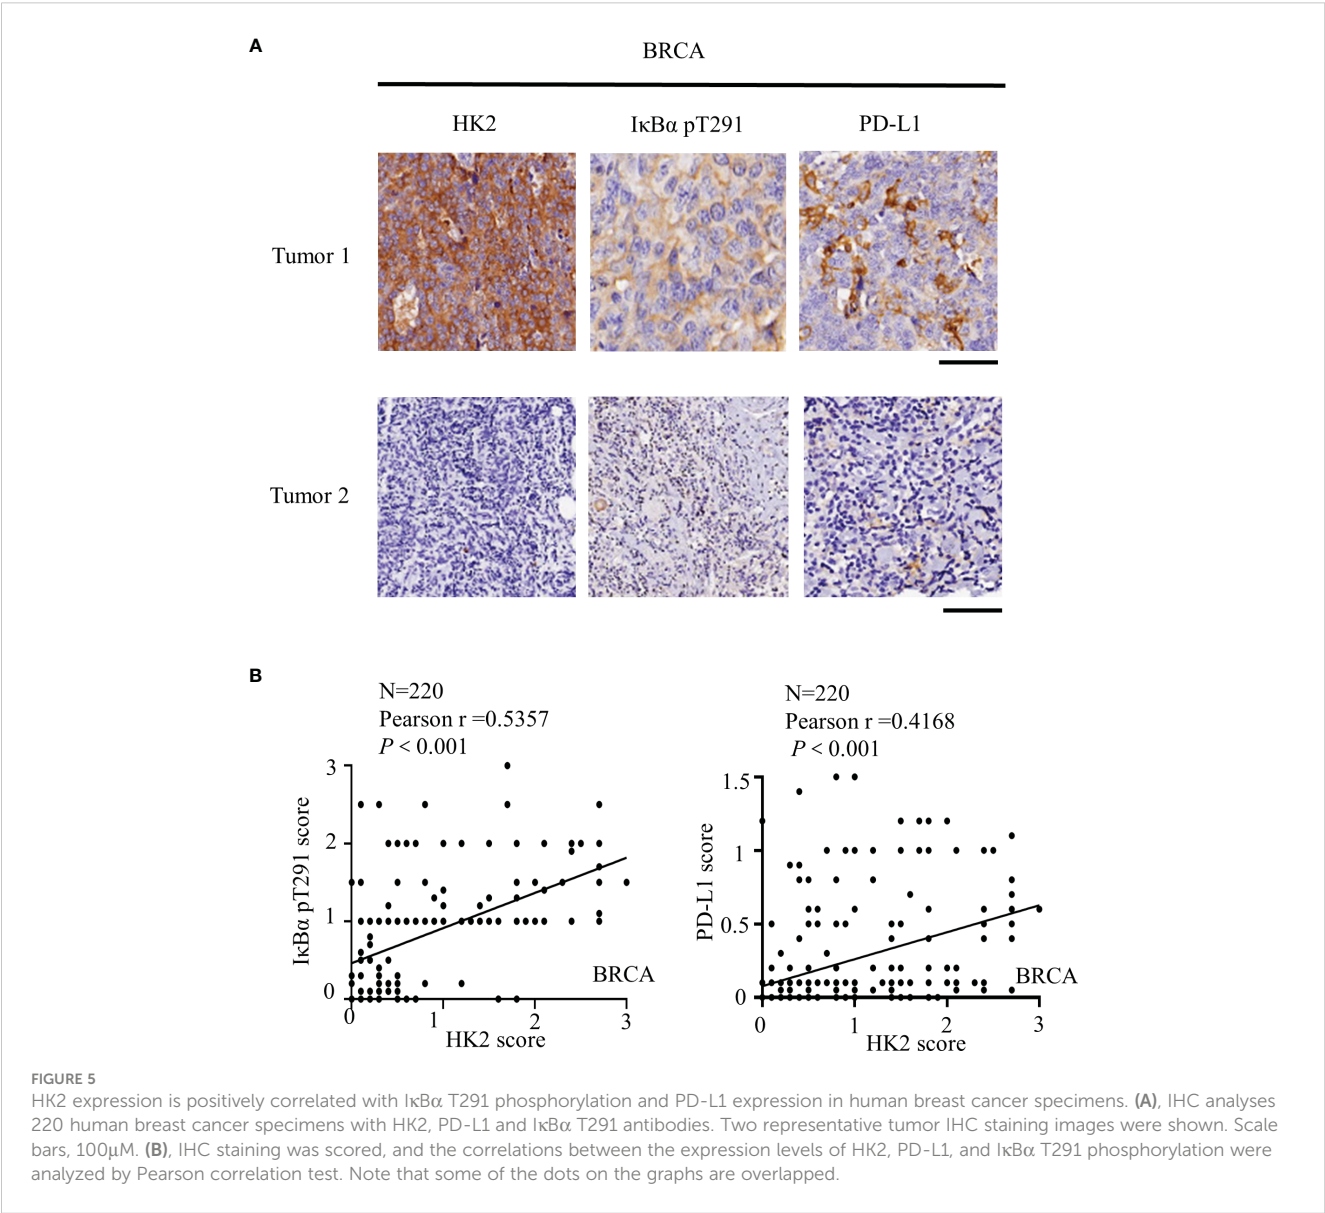 A
BRCA
HK2 IκBα pT291 PD-L1
Tumor 1
Tumor 2
B
N=220
Pearson r =0.5357
P < 0.001
3
2
1
0
0 1 2 3
IκBα pT291 score
HK2 score
BRCA
N=220
Pearson r =0.4168
P < 0.001
1.5
1
0.5
0
0 1 2 3
PD-L1 score
HK2 score
BRCA
FIGURE 5
HK2 expression is positively correlated with IκBα T291 phosphorylation and PD-L1 expression in human breast cancer specimens. (A), IHC analyses
220 human breast cancer specimens with HK2, PD-L1 and IκBα T291 antibodies. Two representative tumor IHC staining images were shown. Scale
bars, 100μM. (B), IHC staining was scored, and the correlations between the expression levels of HK2, PD-L1, and IκBα T291 phosphorylation were
analyzed by Pearson correlation test. Note that some of the dots on the graphs are overlapped.